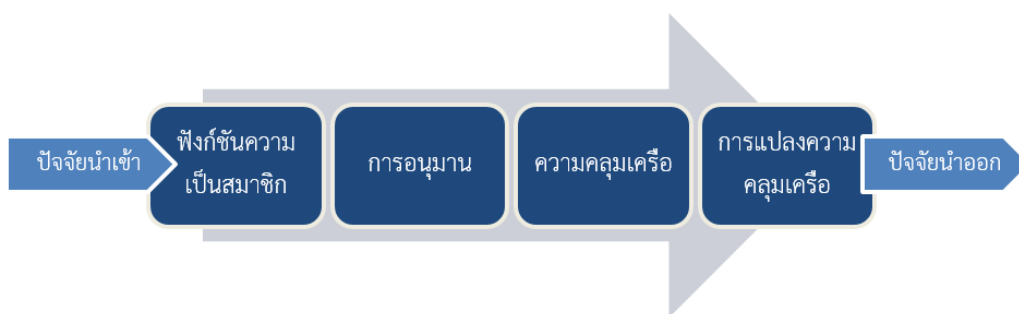 ปัจจัยนำเข้า
ฟังก์ชันความ
เป็นสมาชิก
การอนุมาน
ความคลุมเครือ
การแปลงความ
คลุมเครือ
ปัจจัยนำออก